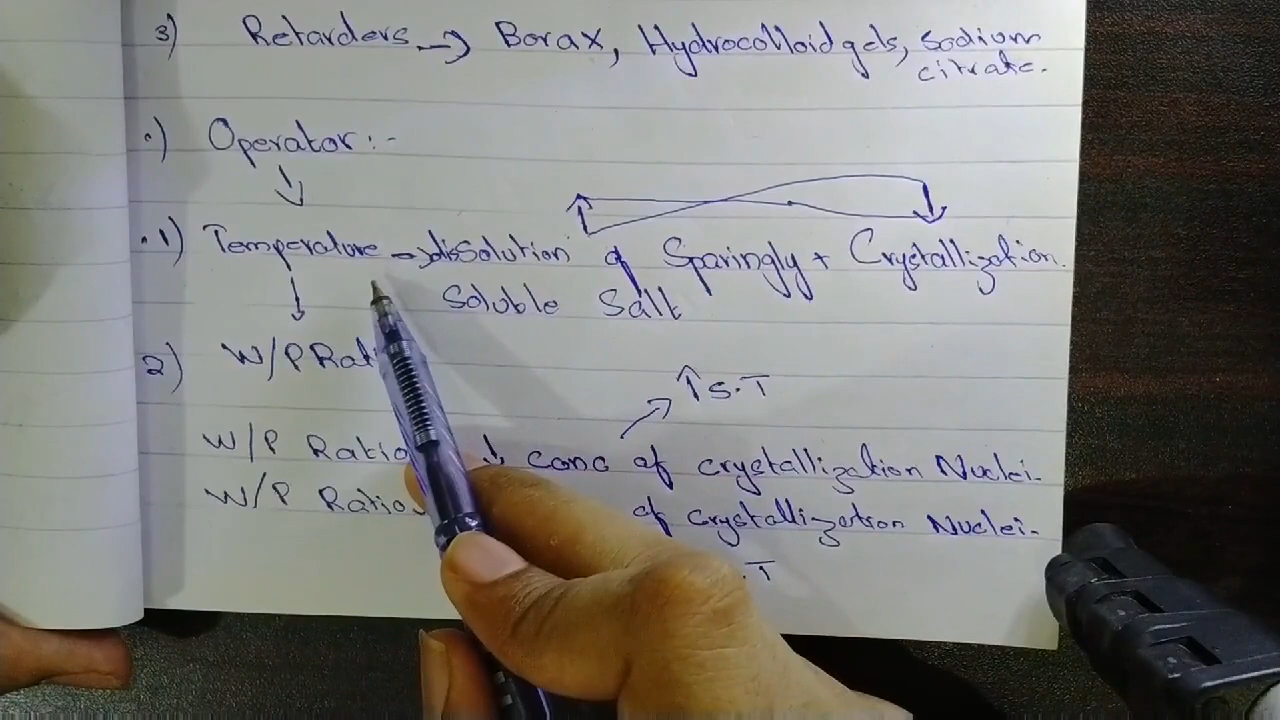 3) Retarders → Borax, Hydrocolloid gels, Sodium
citrate.
•) Operator :-
↓
1) Temperature → dissolution of Sparingly + Crystallization.
Soluble Salt
↓
2) W/P
↑ S.T
W/P Ratio ↓ conc of crystallization Nuclei.
W/P Ratio of crystallization Nuclei.
.T